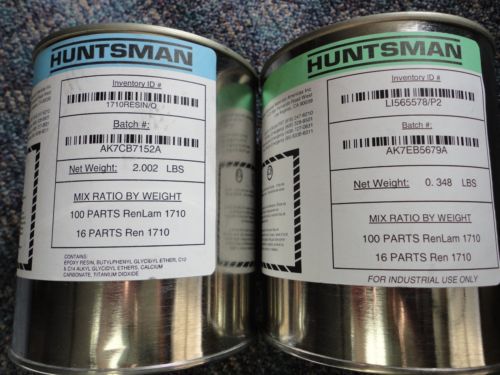 HUNTSMAN
Inventory ID #
1710RESIN/Q
Batch #:
AK7CB7152A
Net Weight: 2.002 LBS
MIX RATIO BY WEIGHT
100 PARTS RenLam 1710
16 PARTS Ren 1710
CONTAINS:
EPOXY RESIN, BUTYLPHENYL GLYCIGYL ETHERS, C12
& C14 ALKYL GLYCIGYL ETHERS, CALCIUM
CARBONATE, TITANIUM DIOXIDE
HUNTSMAN
Inventory ID #
LI565578/P2
Batch #:
AK7EB5679A
Net Weight: 0. 348 LBS
MIX RATIO BY WEIGHT
100 PARTS RenLam 1710
16 PARTS Ren 1710
FOR INDUSTRIAL USE ONLY